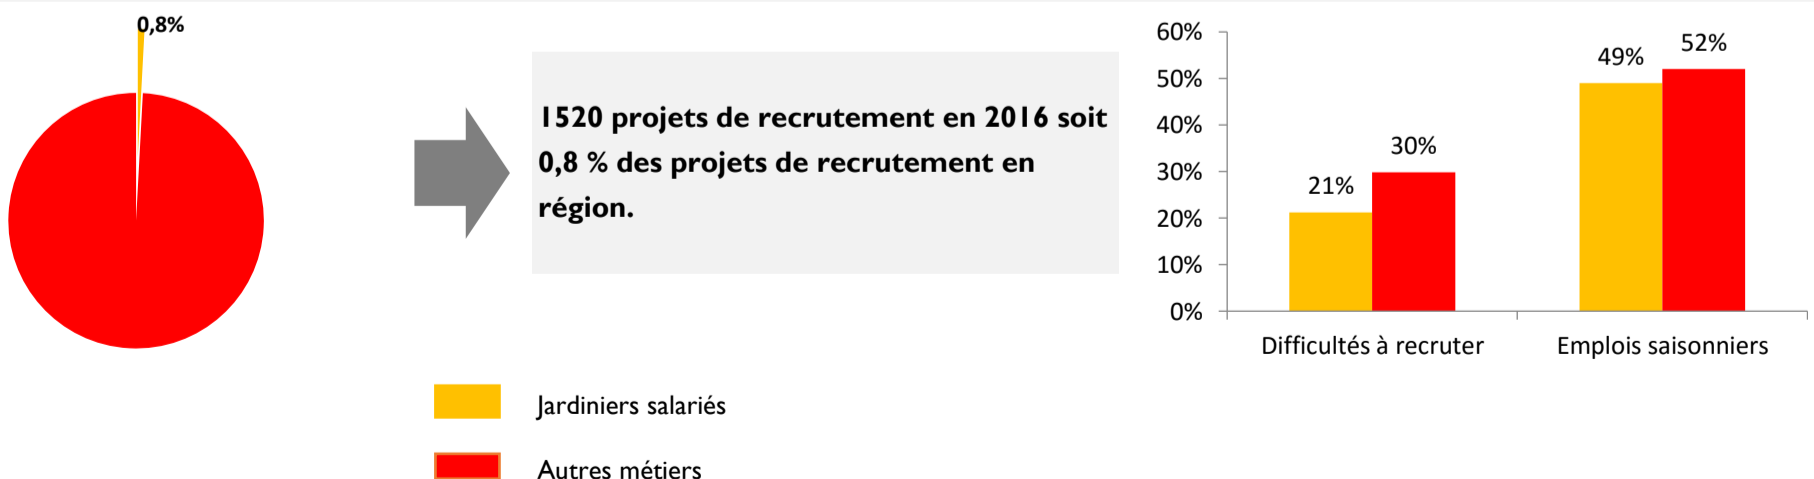 0,8%
1520 projets de recrutement en 2016 soit
0,8 % des projets de recrutement en
région.
60%
50%
40%
30%
20%
10%
0%
21%
30%
49%
52%
Difficultés à recruter
Emplois saisonniers
Jardiniers salariés
Autres métiers